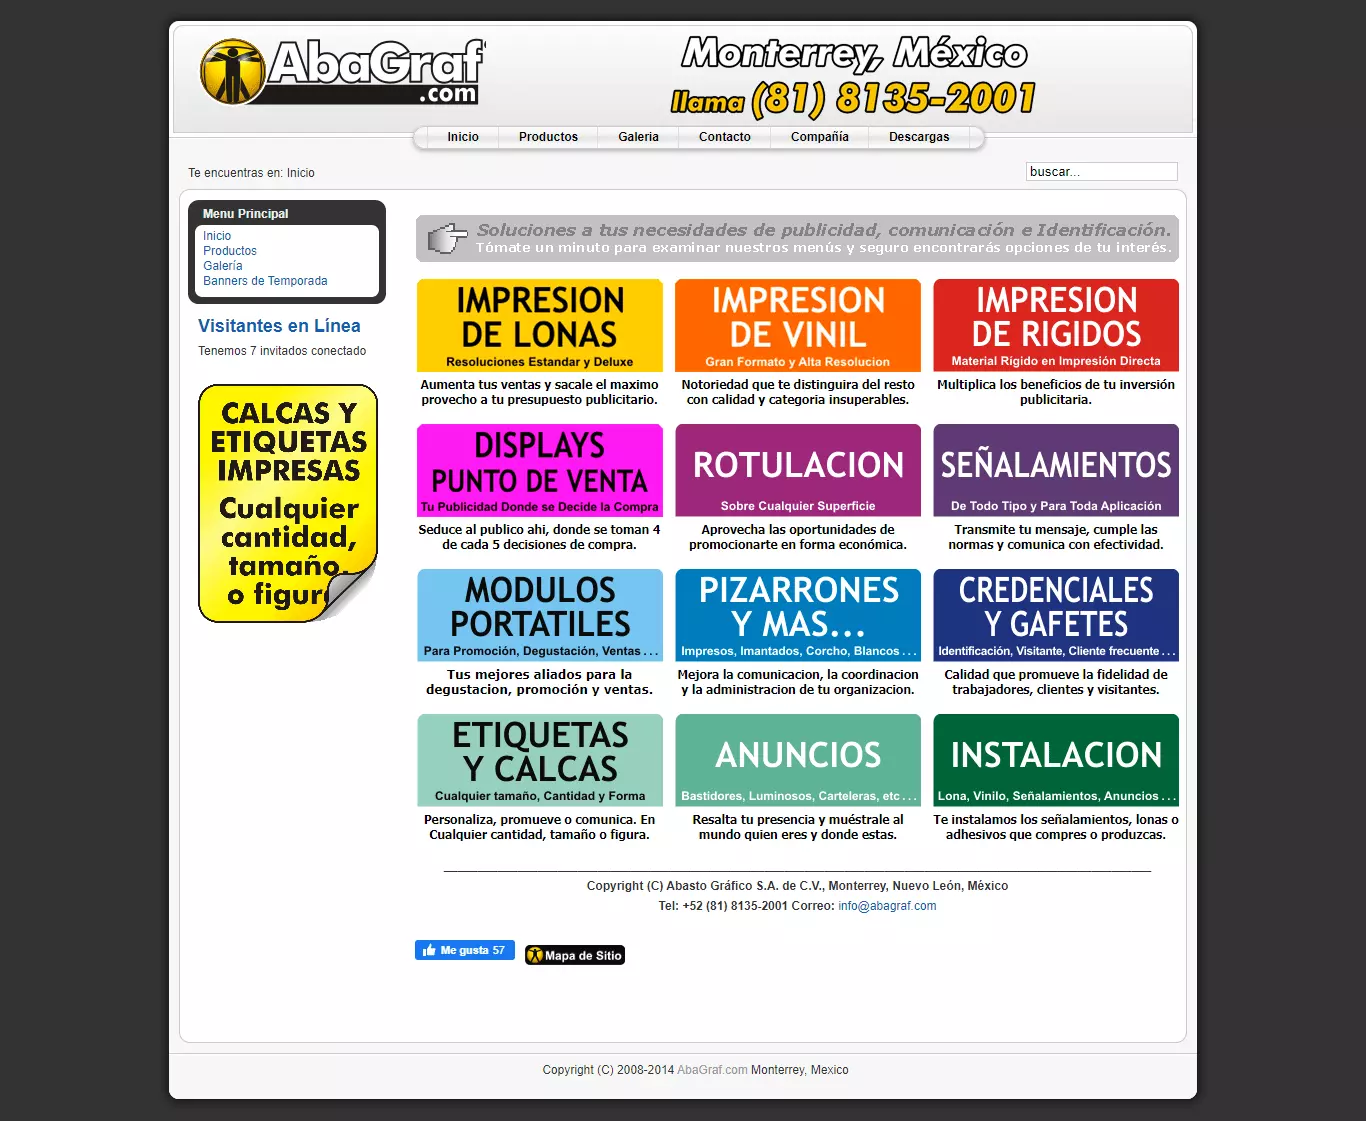 AbaGraf
.com
Monterrey, México
llama (81) 8135-2001
Inicio Productos Galeria Contacto Compañía Descargas
Te encuentras en: Inicio
buscar...
Menu Principal
Inicio
Productos
Galería
Banners de Temporada
Visitantes en Línea
Tenemos 7 invitados conectado
CALCAS Y
ETIQUETAS
IMPRESAS
Cualquier
cantidad,
tamaño,
o figura
Soluciones a tus necesidades de publicidad, comunicación e Identificación.
Tómate un minuto para examinar nuestros menús y seguro encontrarás opciones de tu interés.
IMPRESION
DE LONAS
Resoluciones Estandar y Deluxe
Aumenta tus ventas y sacale el maximo
provecho a tu presupuesto publicitario.
IMPRESION
DE VINIL
Gran Formato y Alta Resolucion
Notoriedad que te distinguira del resto
con calidad y categoria insuperables.
IMPRESION
DE RIGIDOS
Material Rígido en Impresión Directa
Multiplica los beneficios de tu inversión
publicitaria.
DISPLAYS
PUNTO DE VENTA
Tu Publicidad Donde se Decide la Compra
Seduce al publico ahi, donde se toman 4
de cada 5 decisiones de compra.
ROTULACION
Sobre Cualquier Superficie
Aprovecha las oportunidades de
promocionarte en forma económica.
SEÑALAMIENTOS
De Todo Tipo y Para Toda Aplicación
Transmite tu mensaje, cumple las
normas y comunica con efectividad.
MODULOS
PORTATILES
Para Promoción, Degustación, Ventas . . .
Tus mejores aliados para la
degustacion, promoción y ventas.
PIZARRONES
Y MAS...
Impresos, Imantados, Corcho, Blancos . . .
Mejora la comunicacion, la coordinacion
y la administracion de tu organizacion.
CREDENCIALES
Y GAFETES
Identificación, Visitante, Cliente frecuente . . .
Calidad que promueve la fidelidad de
trabajadores, clientes y visitantes.
ETIQUETAS
Y CALCAS
Cualquier tamaño, Cantidad y Forma
Personaliza, promueve o comunica. En
Cualquier cantidad, tamaño o figura.
ANUNCIOS
Bastidores, Luminosos, Carteleras, etc . . .
Resalta tu presencia y muéstrale al
mundo quien eres y donde estas.
INSTALACION
Lona, Vinilo, Señalamientos, Anuncios . . .
Te instalamos los señalamientos, lonas o
adhesivos que compres o produzcas.
Copyright (C) Abasto Gráfico S.A. de C.V., Monterrey, Nuevo León, México
Tel: +52 (81) 8135-2001 Correo: info@abagraf.com
Me gusta 57
Mapa de Sitio
Copyright (C) 2008-2014 AbaGraf.com Monterrey, Mexico